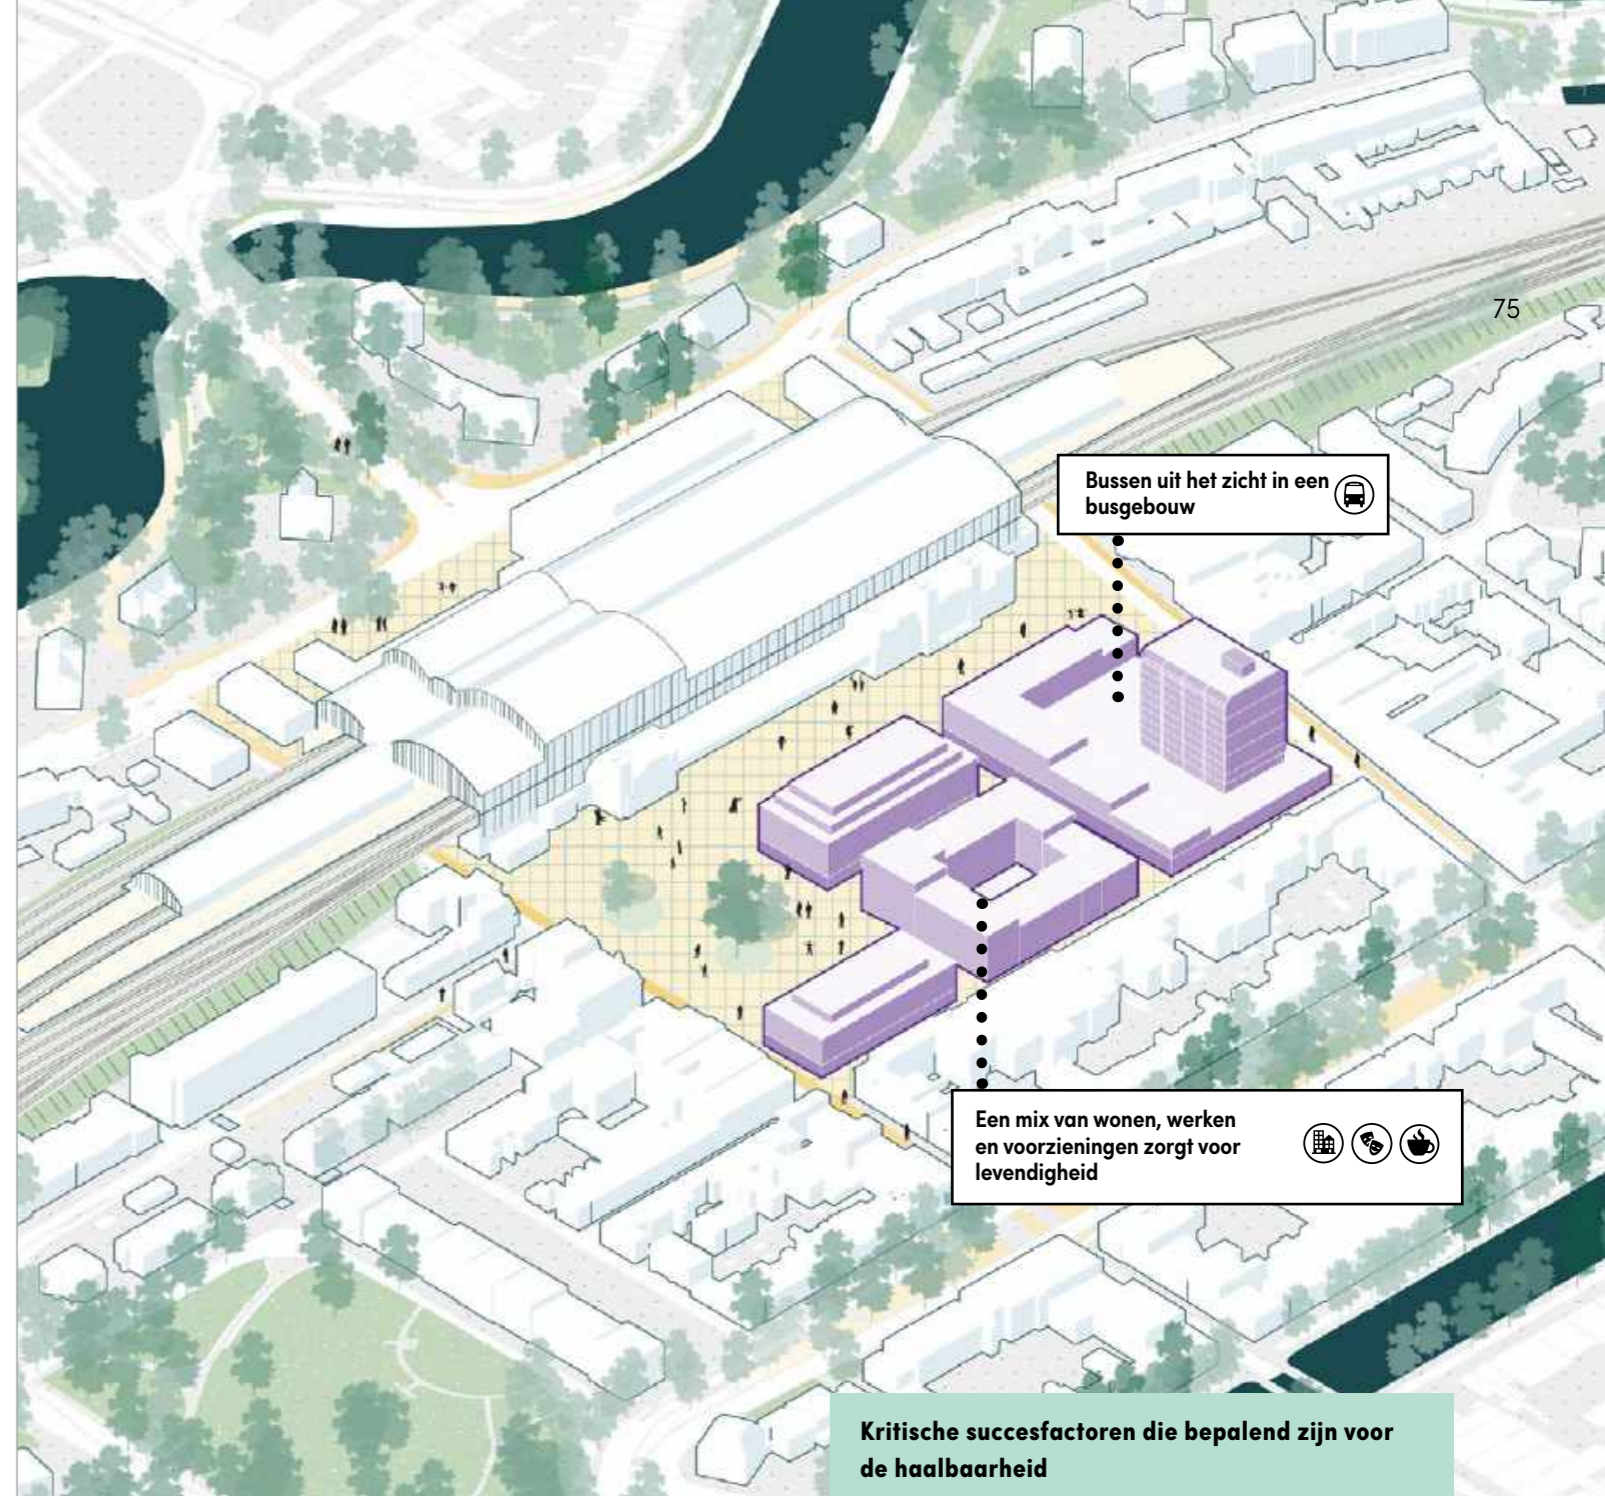 75
Bussen uit het zicht in een
busgebouw
Een mix van wonen, werken
en voorzieningen zorgt voor
levendigheid
Kritische succesfactoren die bepalend zijn voor
de haalbaarheid